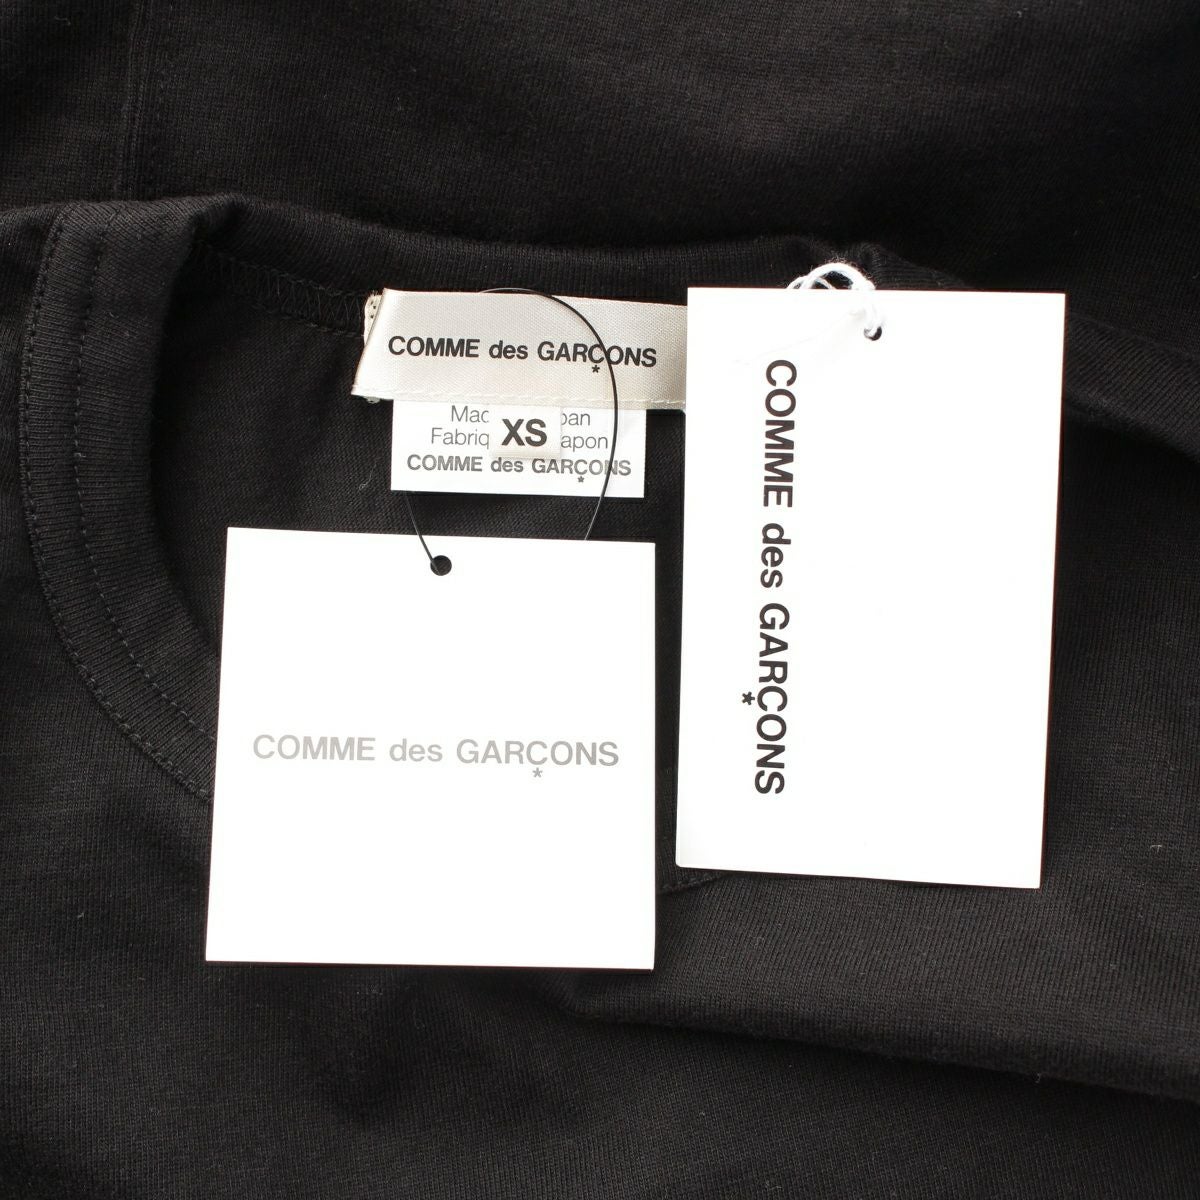 COMME des GARÇONS
Mac
pan
XS
Fabriq
apon
COMME des GARÇONS
COMME des GARÇONS
COMME des GARÇONS